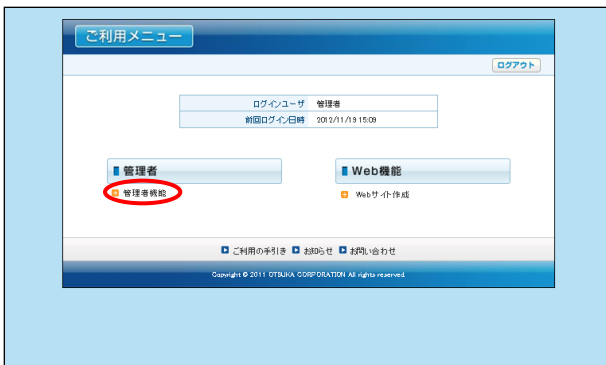 ご利用メニュー
ログアウト
ログインユーザ 管理者
前回ログイン日時 2012/11/19 15:09
管理者 Web機能
管理者機能 Webサイト作成
ご利用の手引き お知らせ お問い合わせ
Copyright © 2011 OTSUKA CORPORATION All rights reserved.